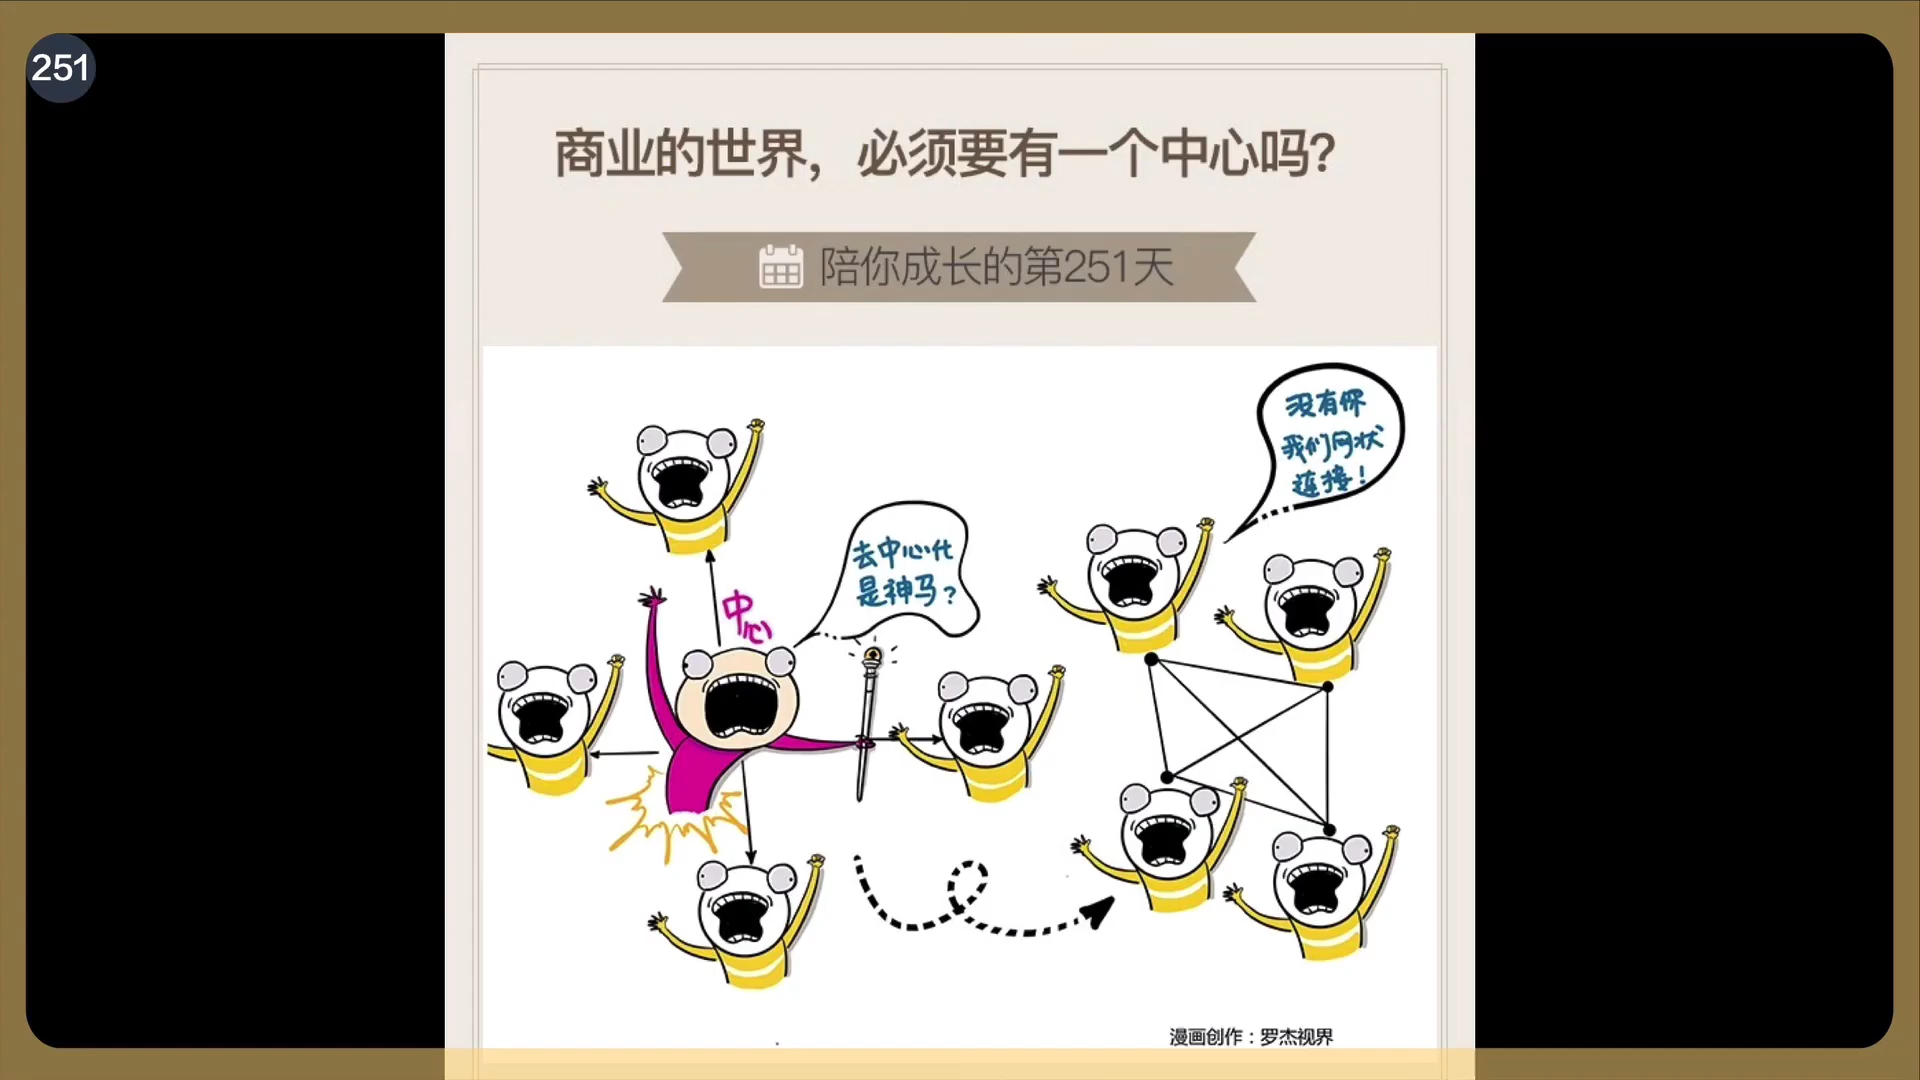 251
商业的世界，必须要有一个中心吗？
陪你成长的第251天
没有你
我们网状
连接！
去中心化
是神马？
中
心
漫画创作：罗杰视界